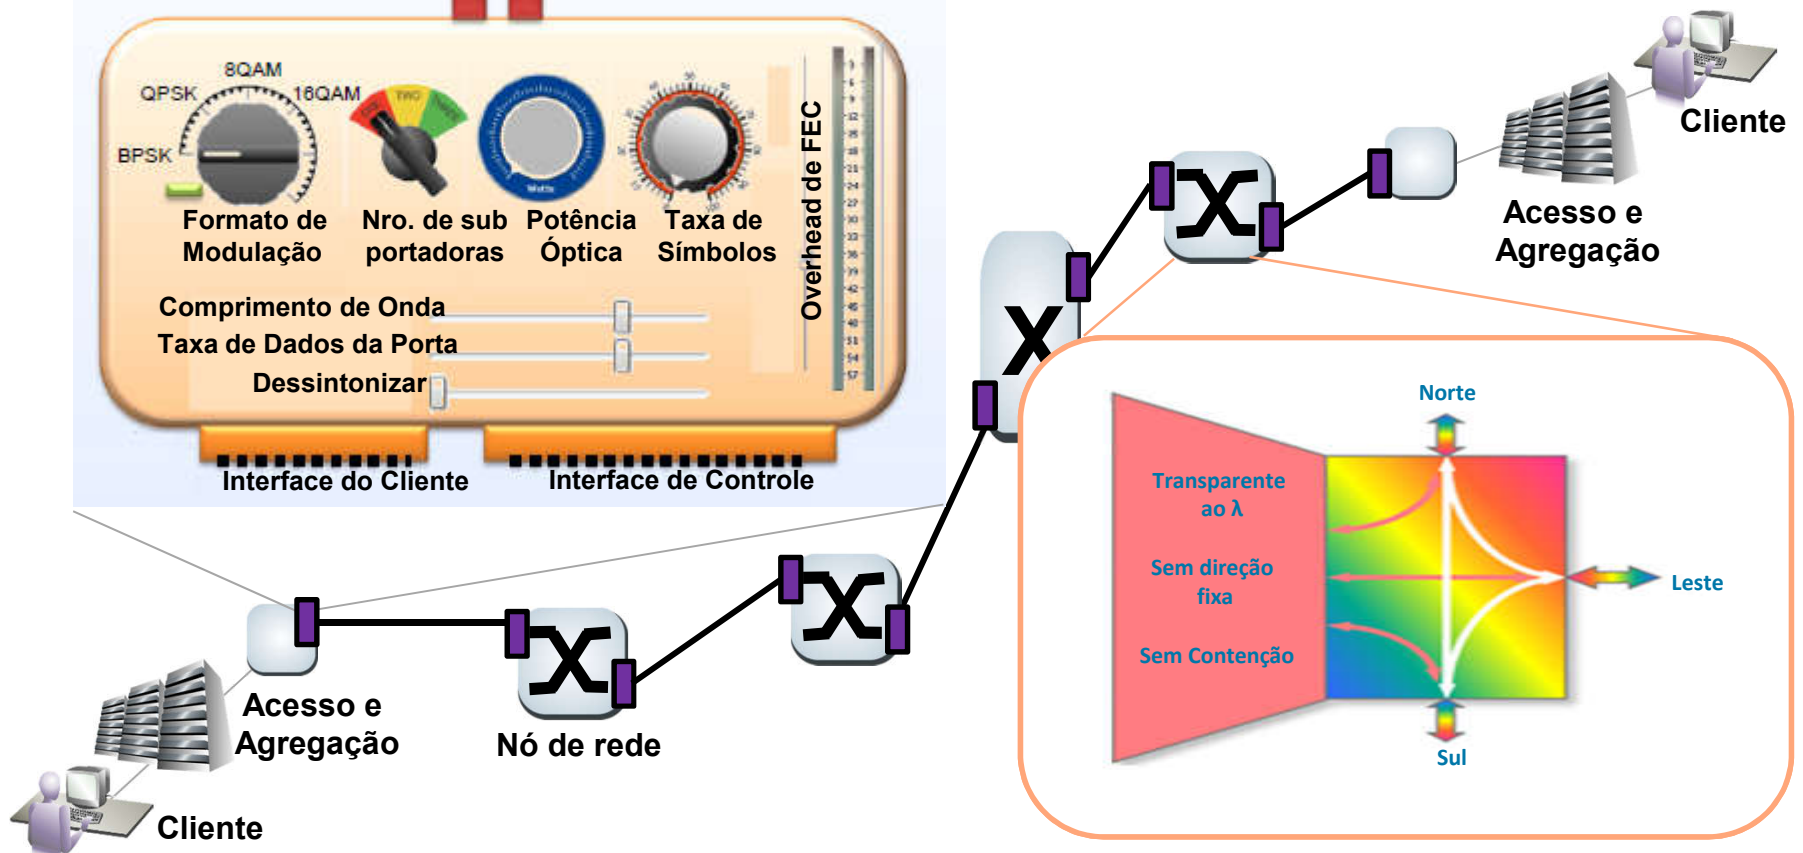 8QAM
QPSK
16QAM
BPSK
TWO
Watts
Formato de
Modulação
Nro. de sub
portadoras
Potência
Óptica
Taxa de
Símbolos
Overhead de FEC
Comprimento de Onda
Taxa de Dados da Porta
Dessintonizar
Interface do Cliente
Interface de Controle
Cliente
Acesso e
Agregação
Norte
Transparente
ao λ
Sem direção
fixa
Sem Contenção
Leste
Sul
Acesso e
Agregação
Nó de rede
Cliente